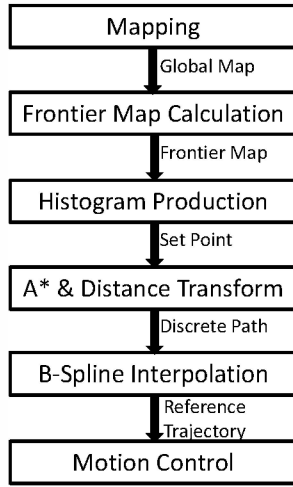 Mapping
Global Map
Frontier Map Calculation
Frontier Map
Histogram Production
Set Point
A* & Distance Transform
Discrete Path
B-Spline Interpolation
Reference
Trajectory
Motion Control